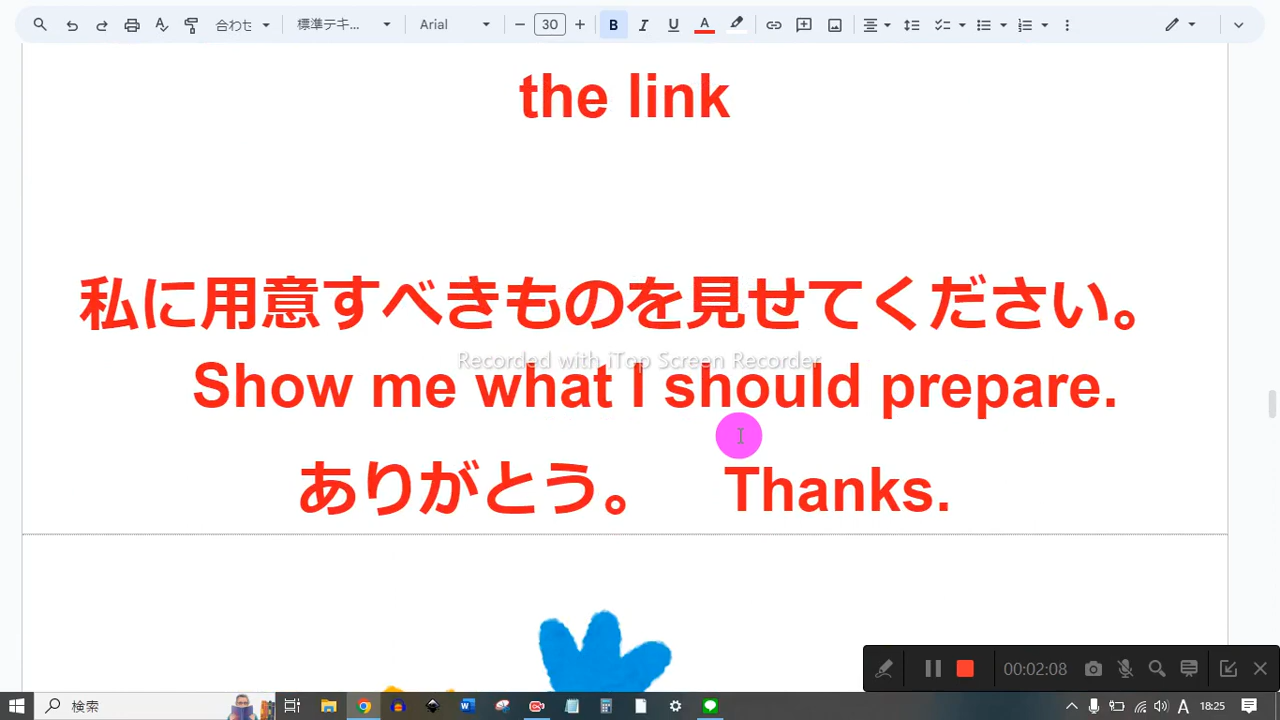 合わせ 標準テキ... Arial − 30 + B I U A
the link
私に用意すべきものを見せてください。
Recorded with iTop Screen Recorder
Show me what I should prepare.
ありがとう。 Thanks.
00:02:08
検索 A 18:25